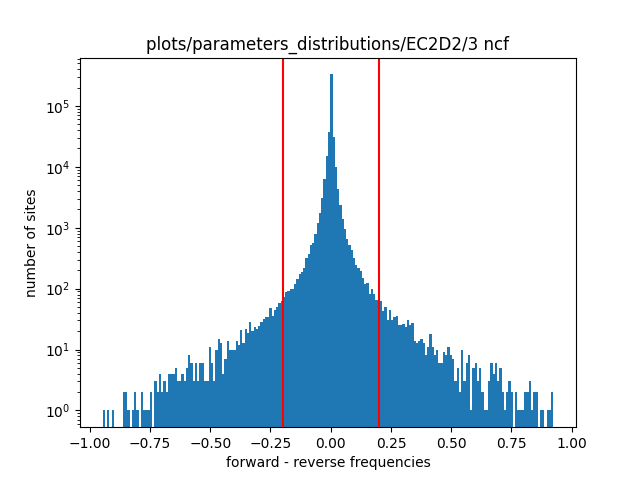 plots/parameters_distributions/EC2D2/3 ncf
number of sites
10^5
10^4
10^3
10^2
10^1
10^0
−1.00 −0.75 −0.50 −0.25 0.00 0.25 0.50 0.75 1.00
forward - reverse frequencies